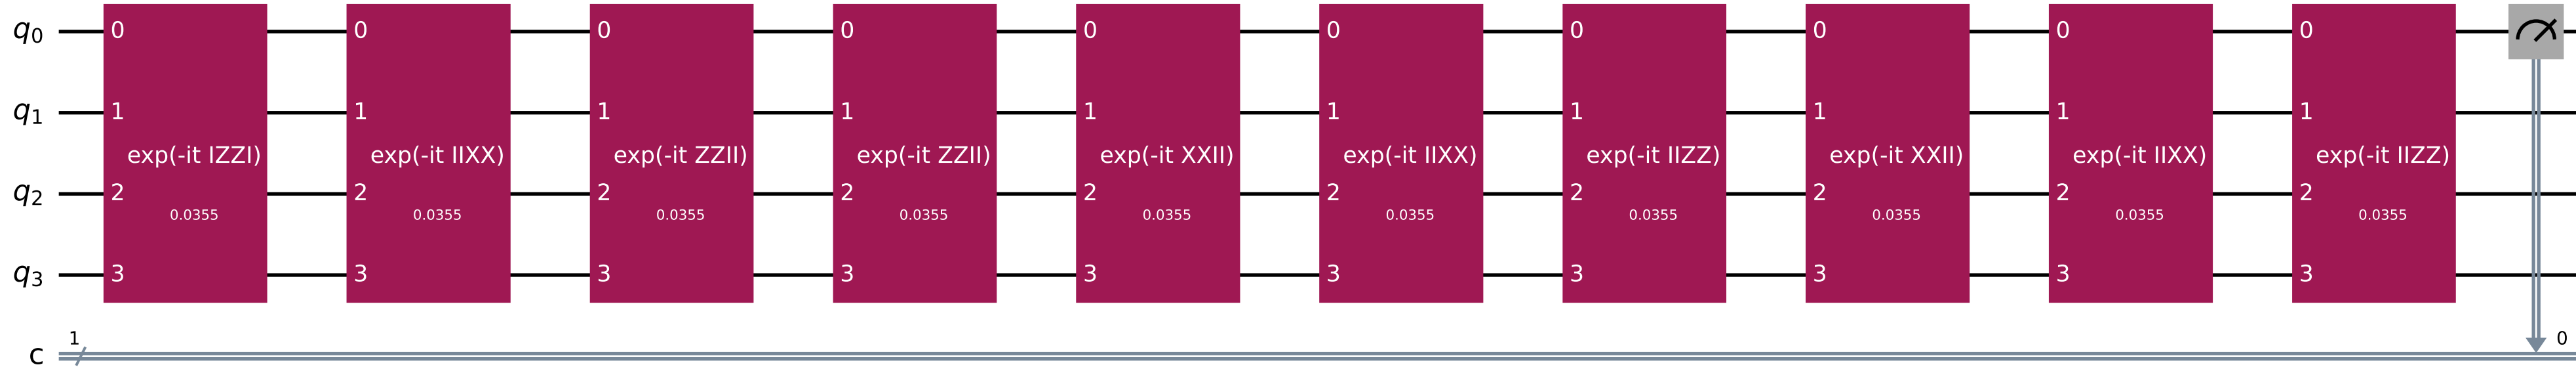 q0 0 0 0 0 0 0 0 0 0 0
q1 1 1 1 1 1 1 1 1 1 1
exp(-it IZZI) exp(-it IIXX) exp(-it ZZII) exp(-it ZZII) exp(-it XXII) exp(-it IIXX) exp(-it IIZZ) exp(-it XXII) exp(-it IIXX) exp(-it IIZZ)
q2 2 2 2 2 2 2 2 2 2 2
0.0355 0.0355 0.0355 0.0355 0.0355 0.0355 0.0355 0.0355 0.0355 0.0355
q3 3 3 3 3 3 3 3 3 3 3
1 0
c